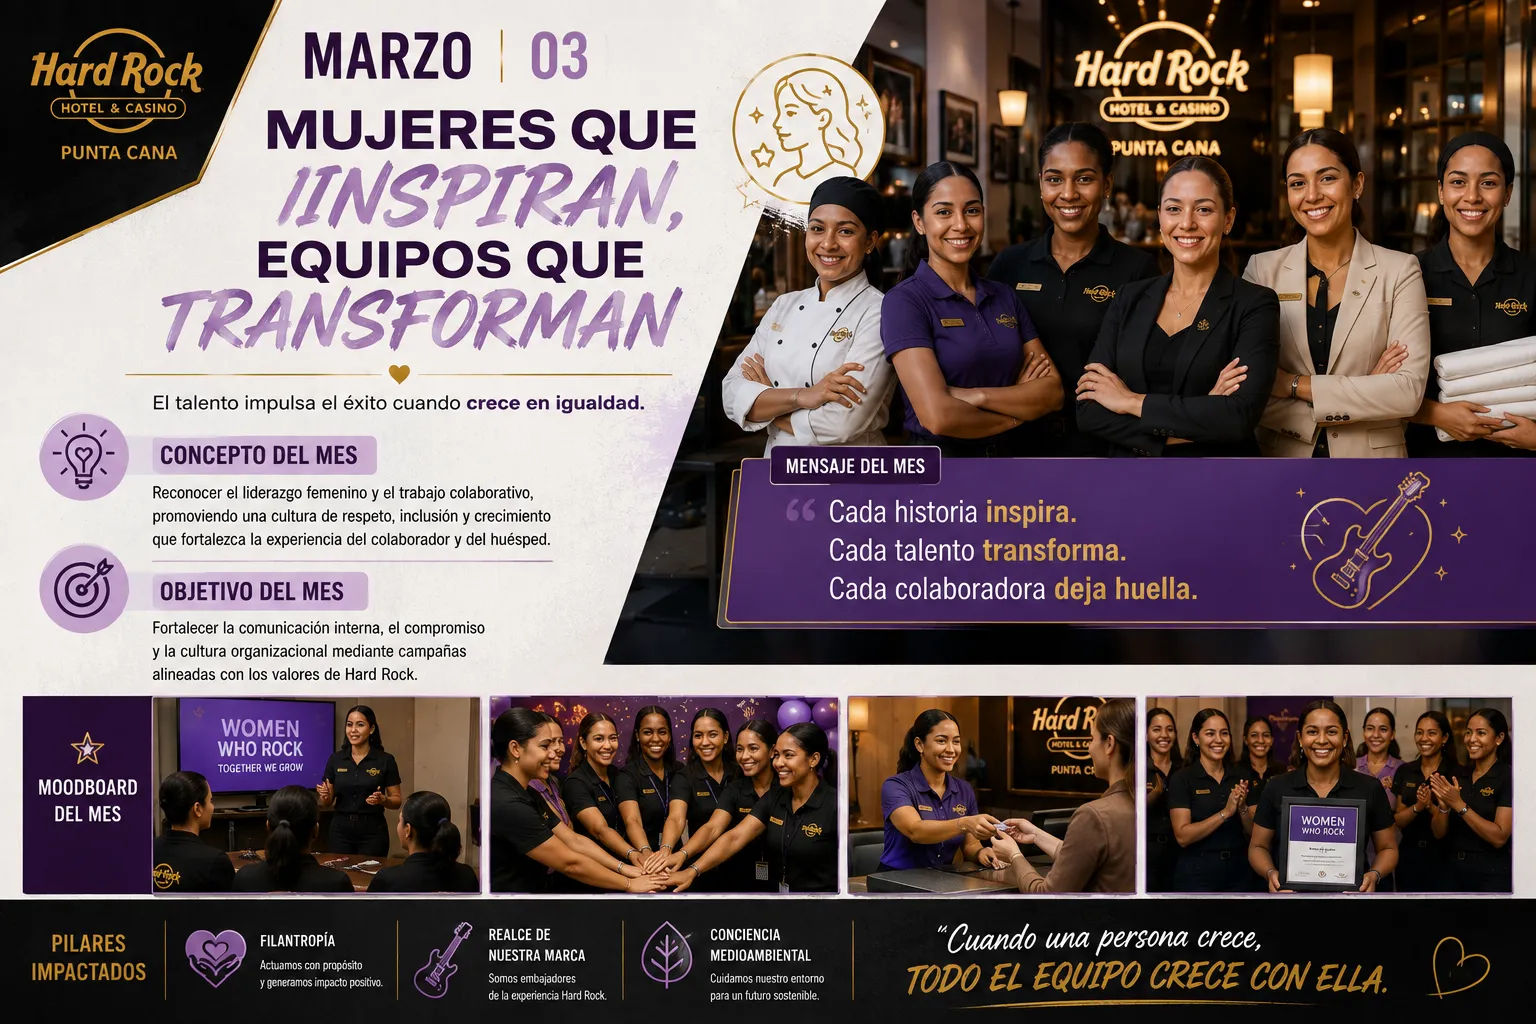 Hard Rock
HOTEL & CASINO
PUNTA CANA
MARZO | 03
MUJERES QUE
IINSPIRAN,
EQUIPOS QUE
TRANSFORMAN
El talento impulsa el éxito cuando crece en igualdad.
CONCEPTO DEL MES
Reconocer el liderazgo femenino y el trabajo colaborativo,
promoviendo una cultura de respeto, inclusión y crecimiento
que fortalezca la experiencia del colaborador y del huésped.
OBJETIVO DEL MES
Fortalecer la comunicación interna, el compromiso
y la cultura organizacional mediante campañas
alineadas con los valores de Hard Rock.
Hard Rock
HOTEL & CASINO
PUNTA CANA
Hard Rock
Hard Rock
MENSAJE DEL MES
“ Cada historia inspira.
Cada talento transforma.
Cada colaboradora deja huella.
MOODBOARD
DEL MES
WOMEN
WHO ROCK
TOGETHER WE GROW
Hard R
HOTEL & C
PUNTA C
WOMEN
WHO ROCK
PILARES
IMPACTADOS
FILANTROPÍA
Actuamos con propósito
y generamos impacto positivo.
REALCE DE
NUESTRA MARCA
Somos embajadores
de la experiencia Hard Rock.
CONCIENCIA
MEDIOAMBIENTAL
Cuidamos nuestro entorno
para un futuro sostenible.
“Cuando una persona crece,
TODO EL EQUIPO CRECE CON ELLA.